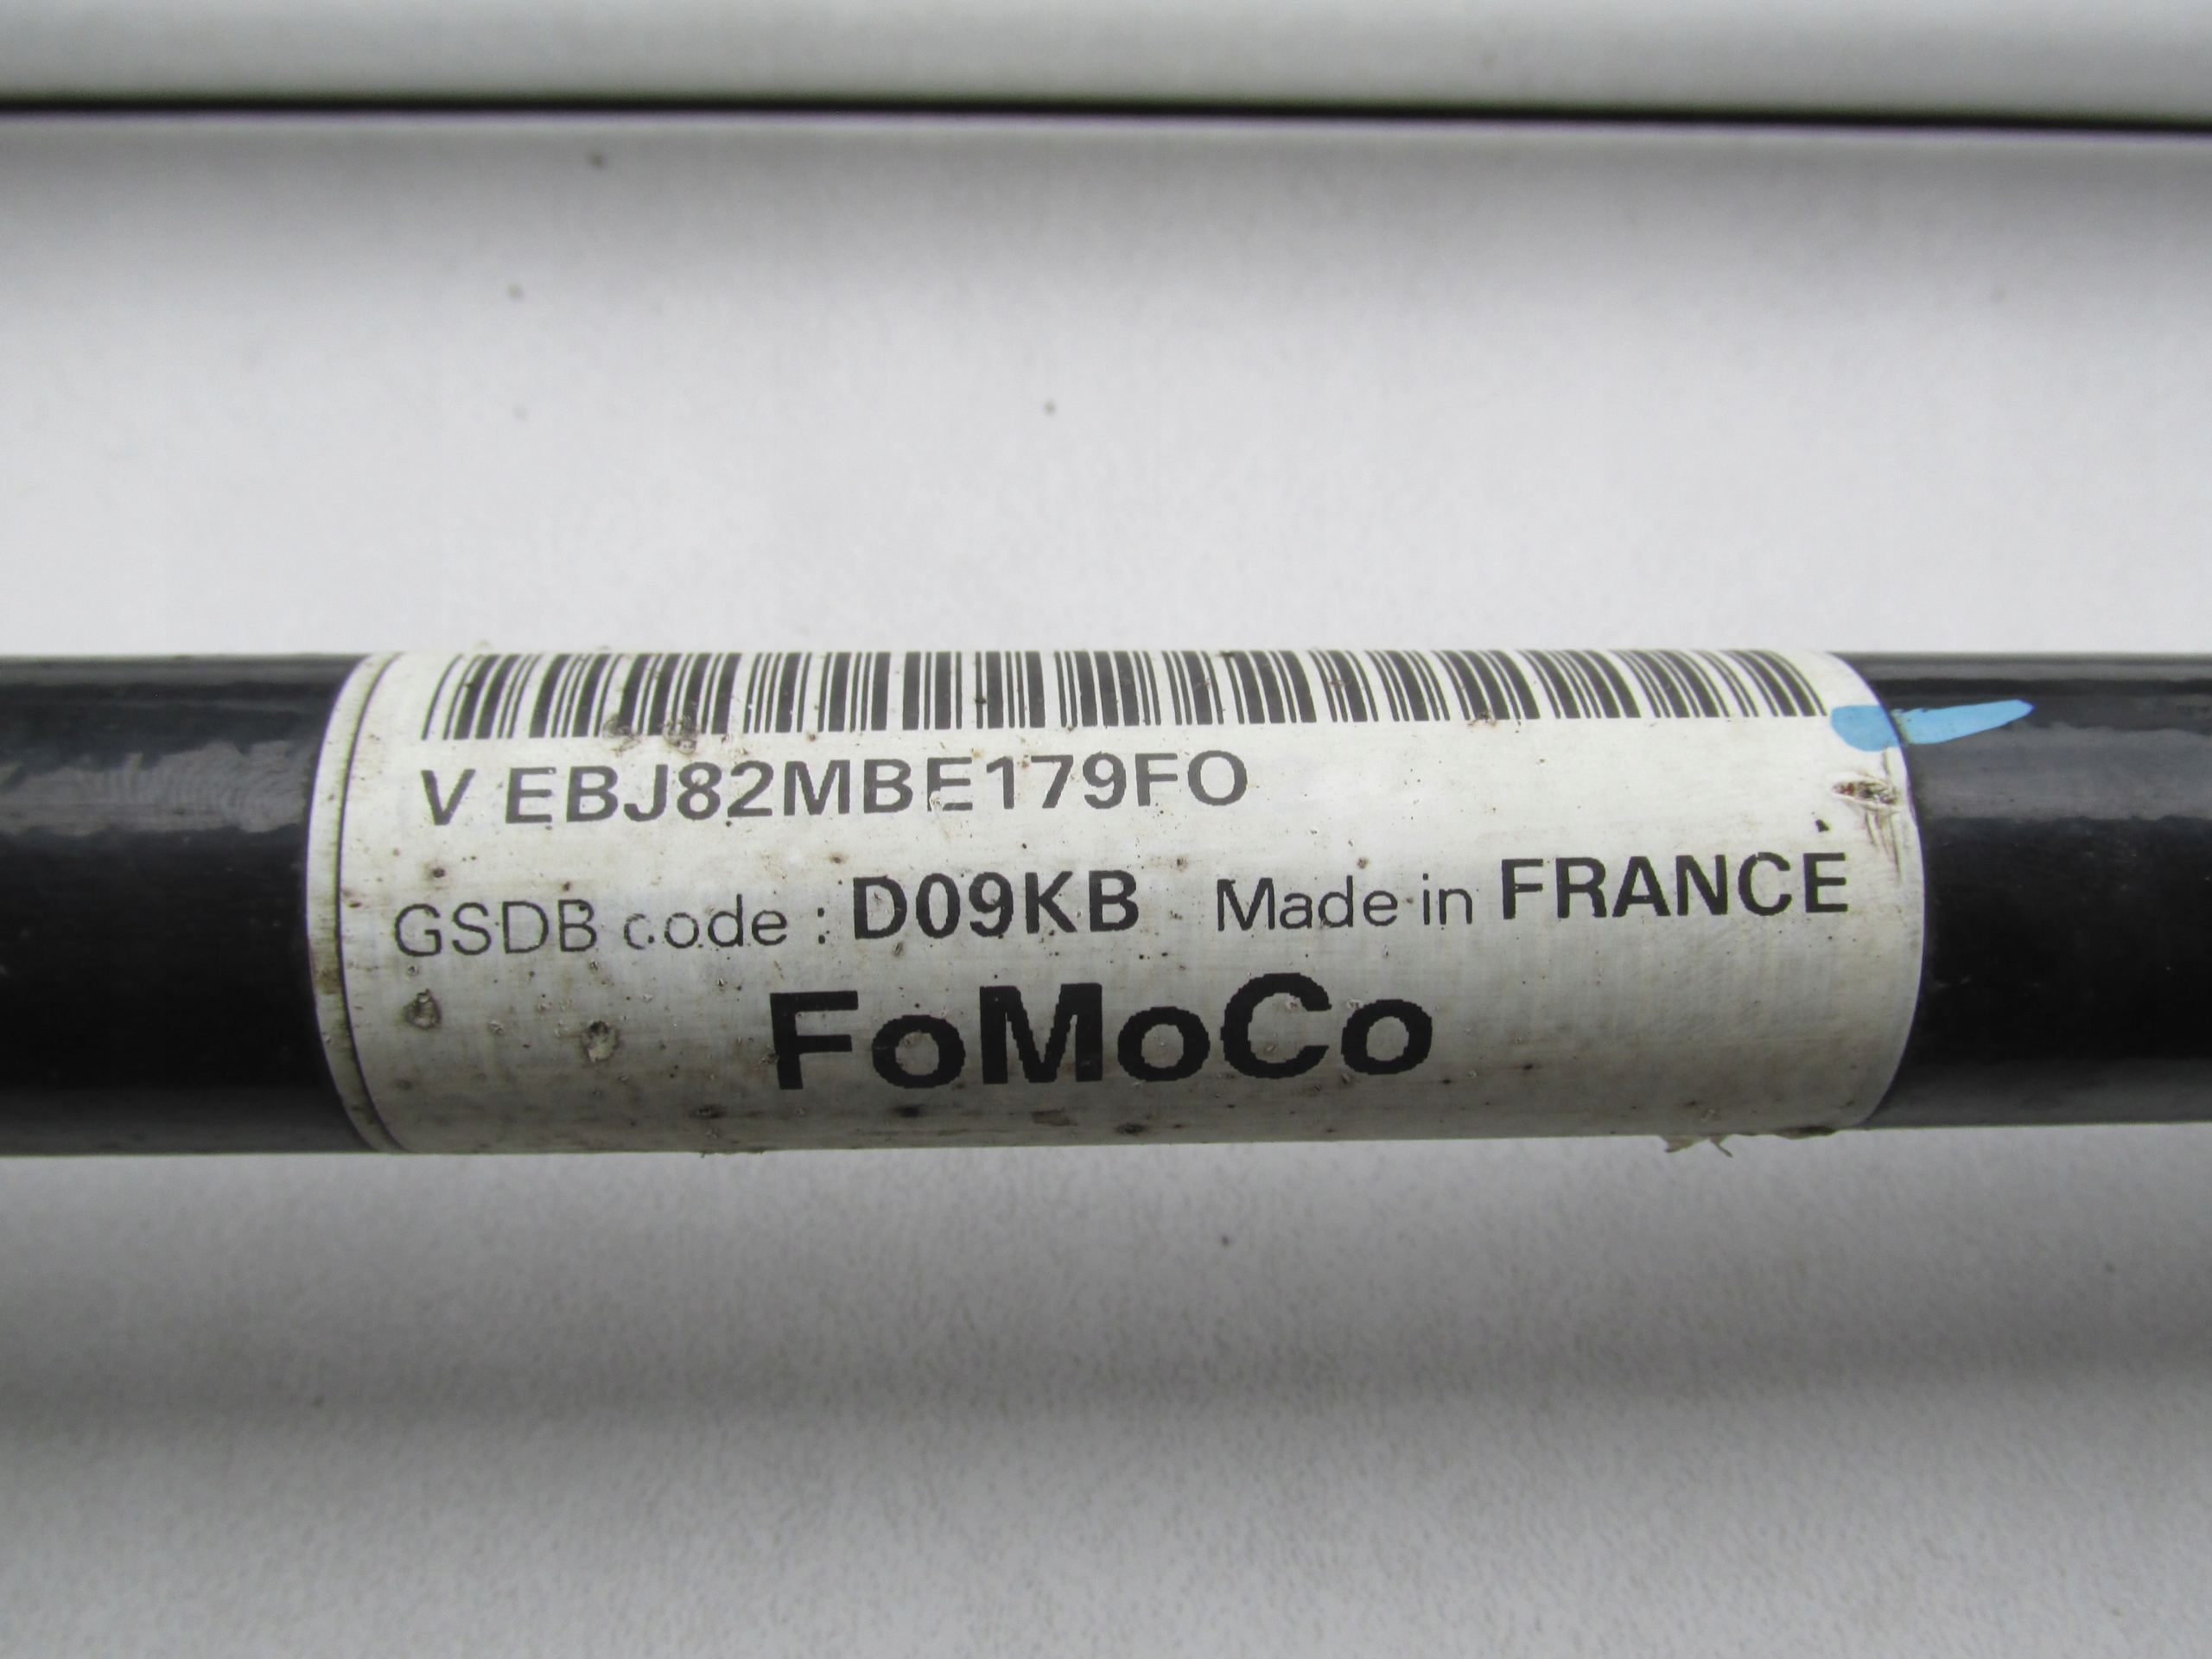 V EBJ82MBE179FO
GSDB code : D09KB Made in FRANCE
FoMoCo